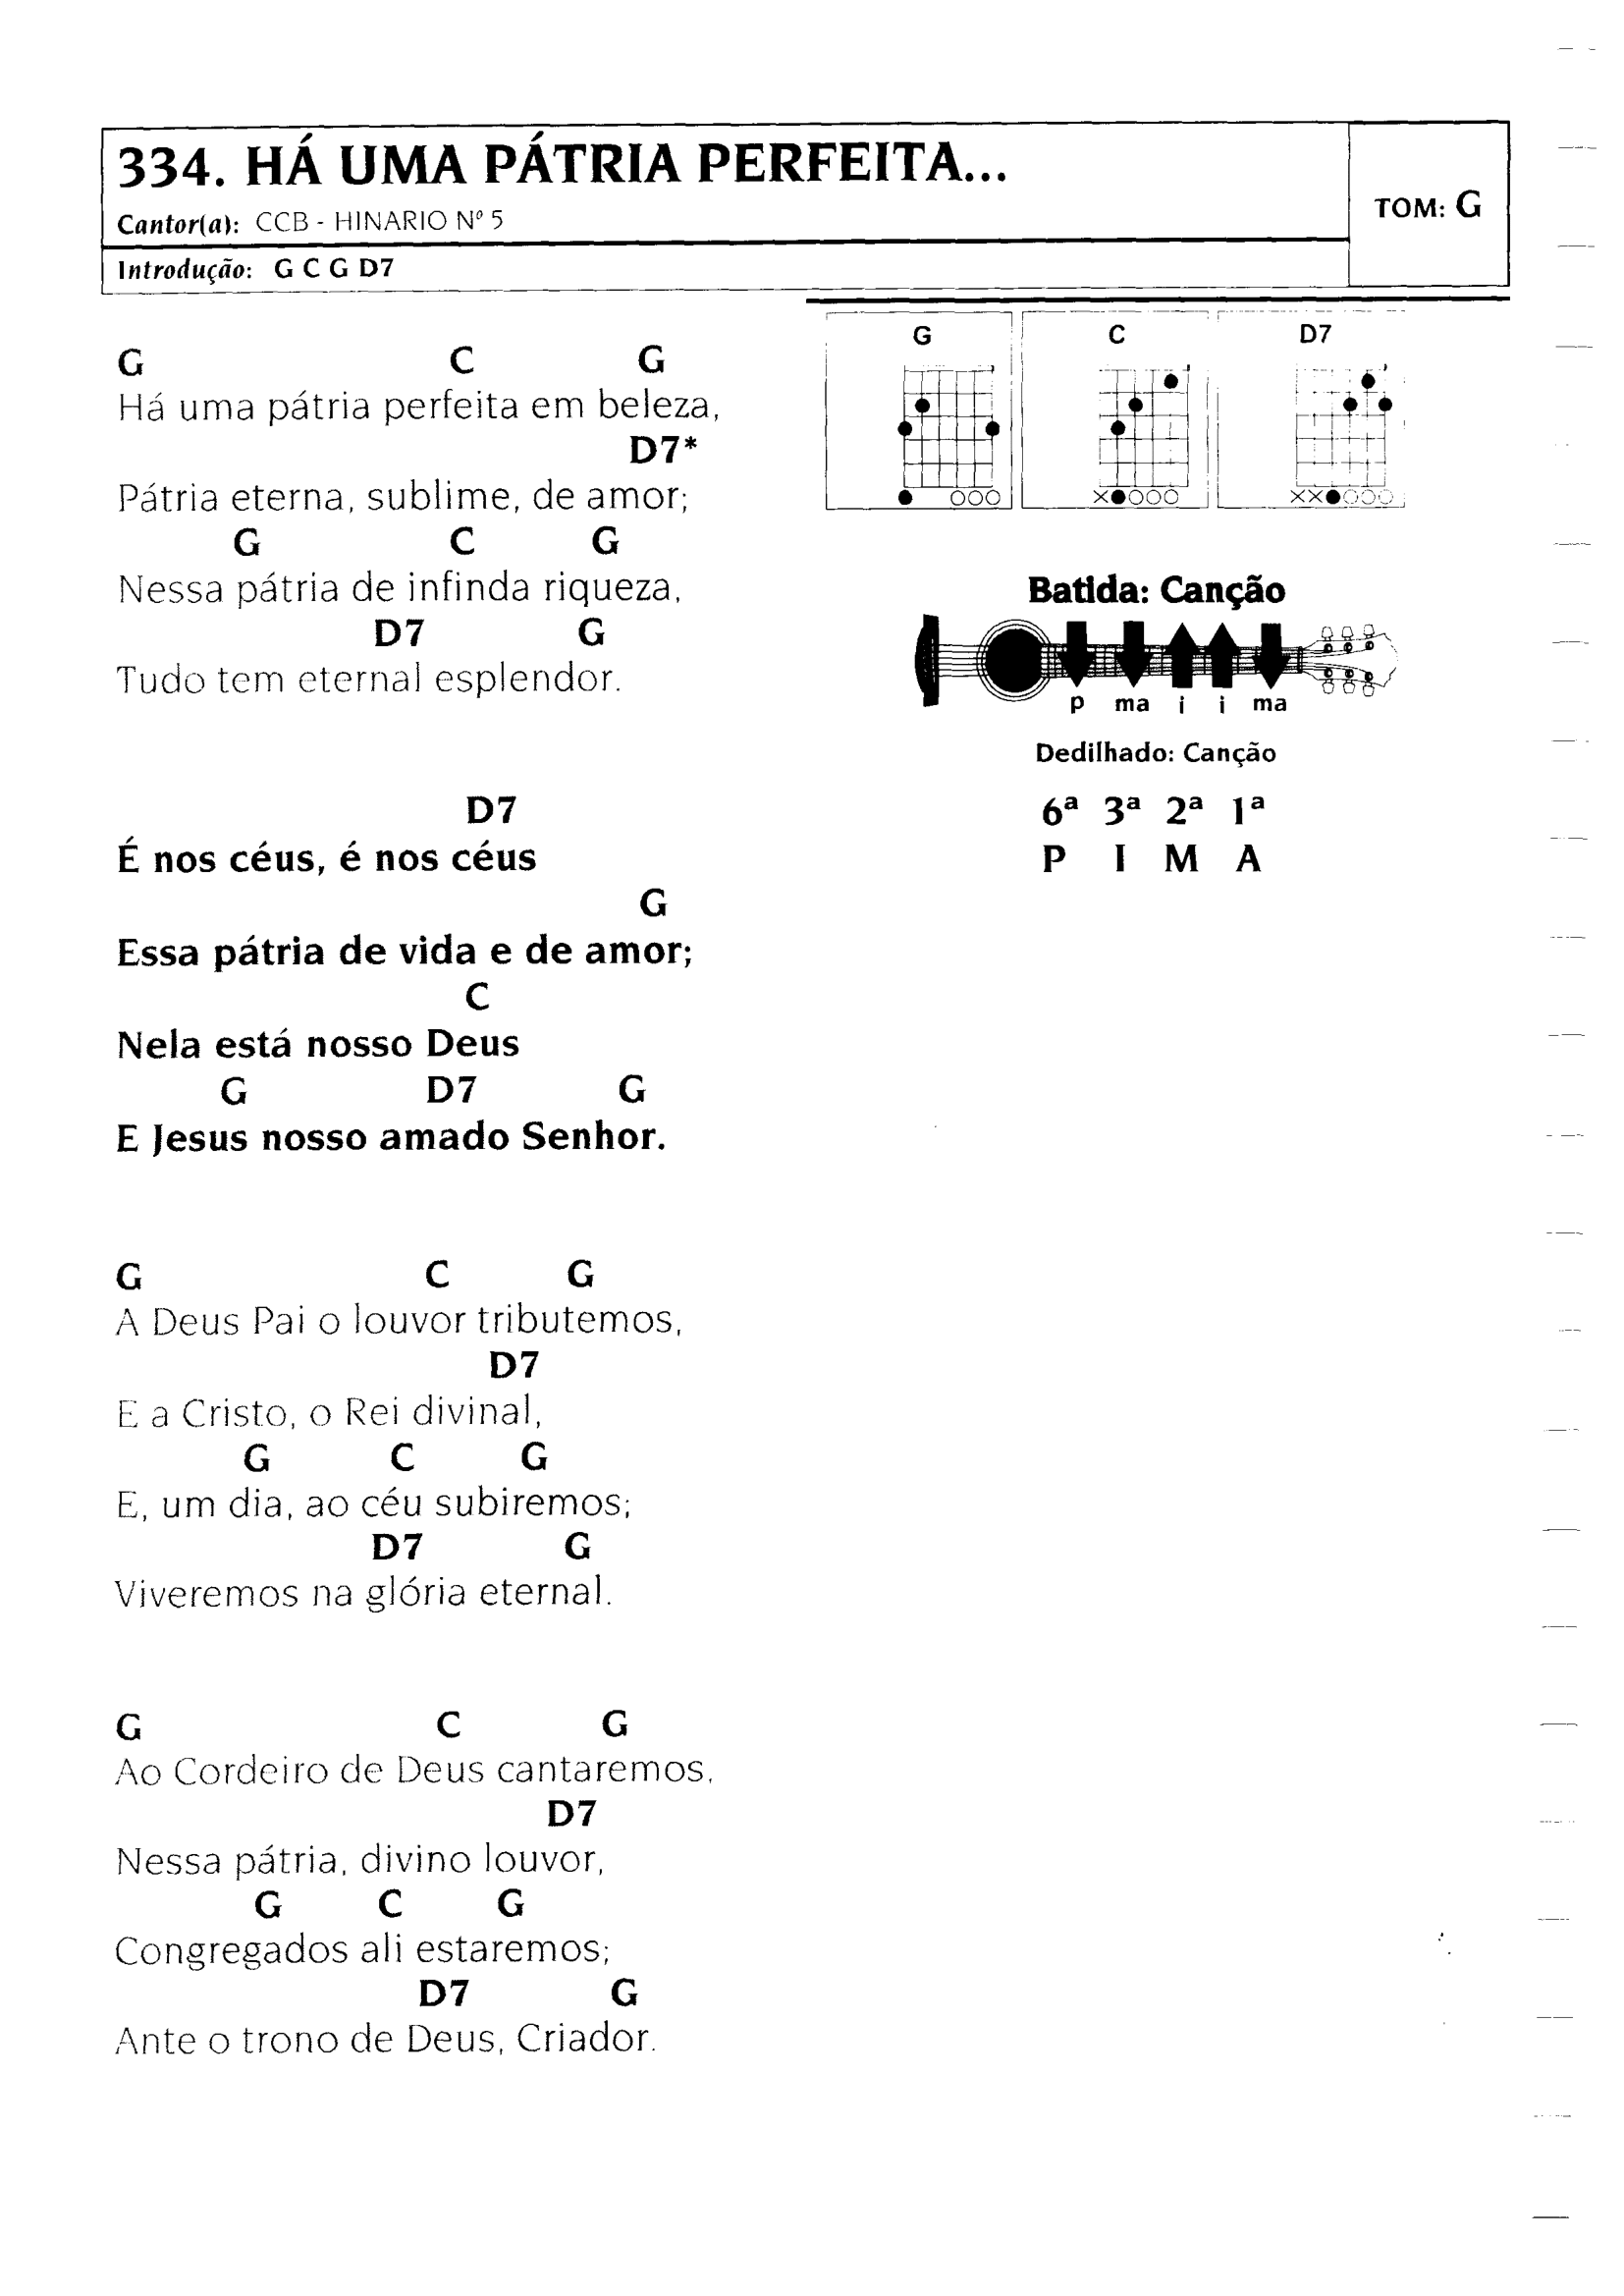 334. HÁ UMA PÁTRIA PERFEITA...
Cantor(a): CCB - HINARIO Nº 5
TOM: G
Introdução: G C G D7
G C G
Há uma pátria perfeita em beleza,
D7*
Pátria eterna, sublime, de amor;
G C G
Nessa pátria de infinda riqueza,
D7 G
Tudo tem eternal esplendor.
D7
É nos céus, é nos céus
G
Essa pátria de vida e de amor;
C
Nela está nosso Deus
G D7 G
E Jesus nosso amado Senhor.
G C G
A Deus Pai o louvor tributemos,
D7
E a Cristo, o Rei divinal,
G C G
E, um dia, ao céu subiremos;
D7 G
Viveremos na glória eternal.
G C G
Ao Cordeiro de Deus cantaremos,
D7
Nessa pátria, divino louvor,
G C G
Congregados ali estaremos;
D7 G
Ante o trono de Deus, Criador.
G C D7
Batida: Canção
p ma i i ma
Dedilhado: Canção
6ª 3ª 2ª 1ª
P I M A